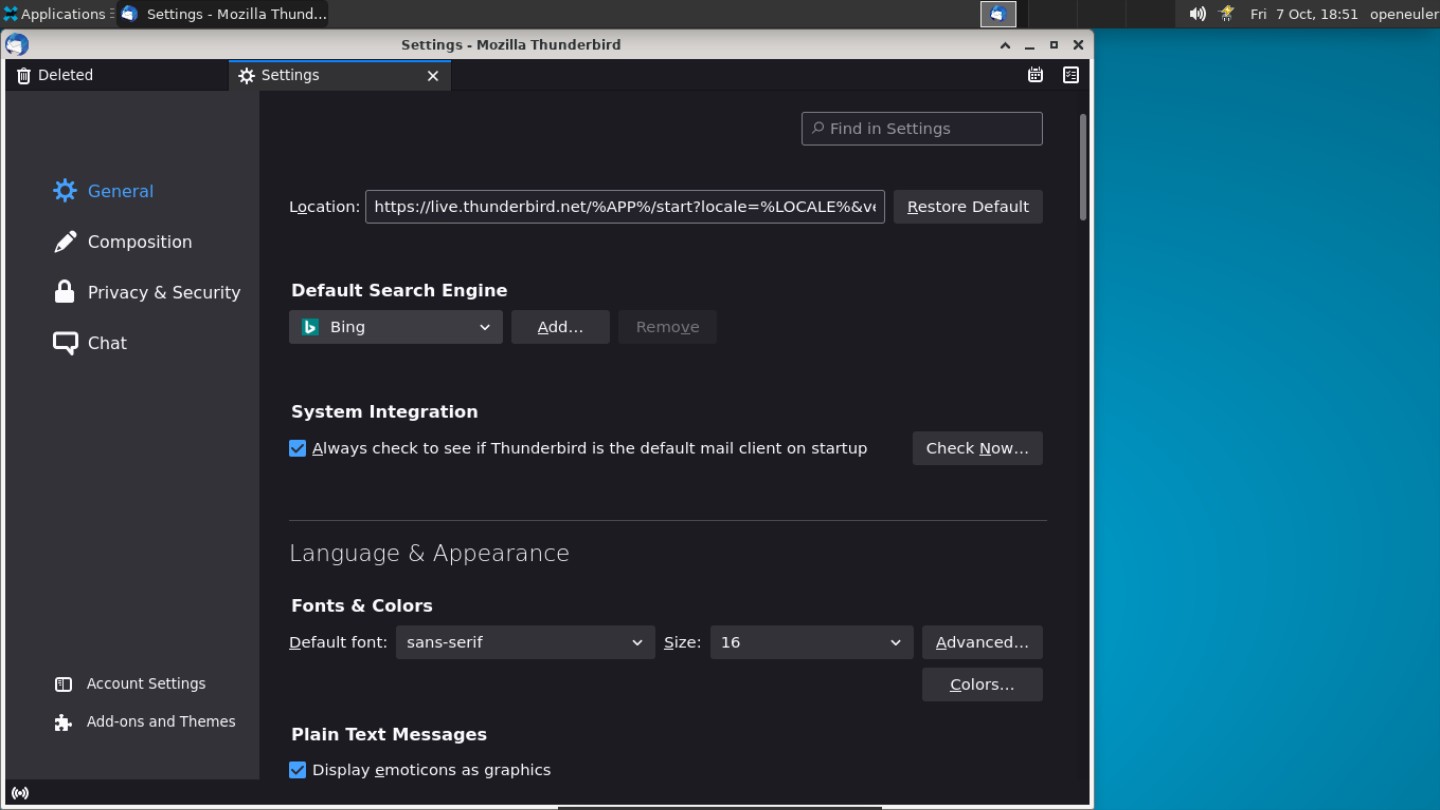 Applications
Settings - Mozilla Thund...
Fri 7 Oct, 18:51
openeuler
Settings - Mozilla Thunderbird
Deleted
Settings
Find in Settings
General
Composition
Privacy & Security
Chat
Location:
https://live.thunderbird.net/%APP%/start?locale=%LOCALE%&ve
Restore Default
Default Search Engine
Bing
Add...
Remove
System Integration
Always check to see if Thunderbird is the default mail client on startup
Check Now...
Language & Appearance
Fonts & Colors
Default font:
sans-serif
Size:
16
Advanced...
Colors...
Plain Text Messages
Display emoticons as graphics
Account Settings
Add-ons and Themes